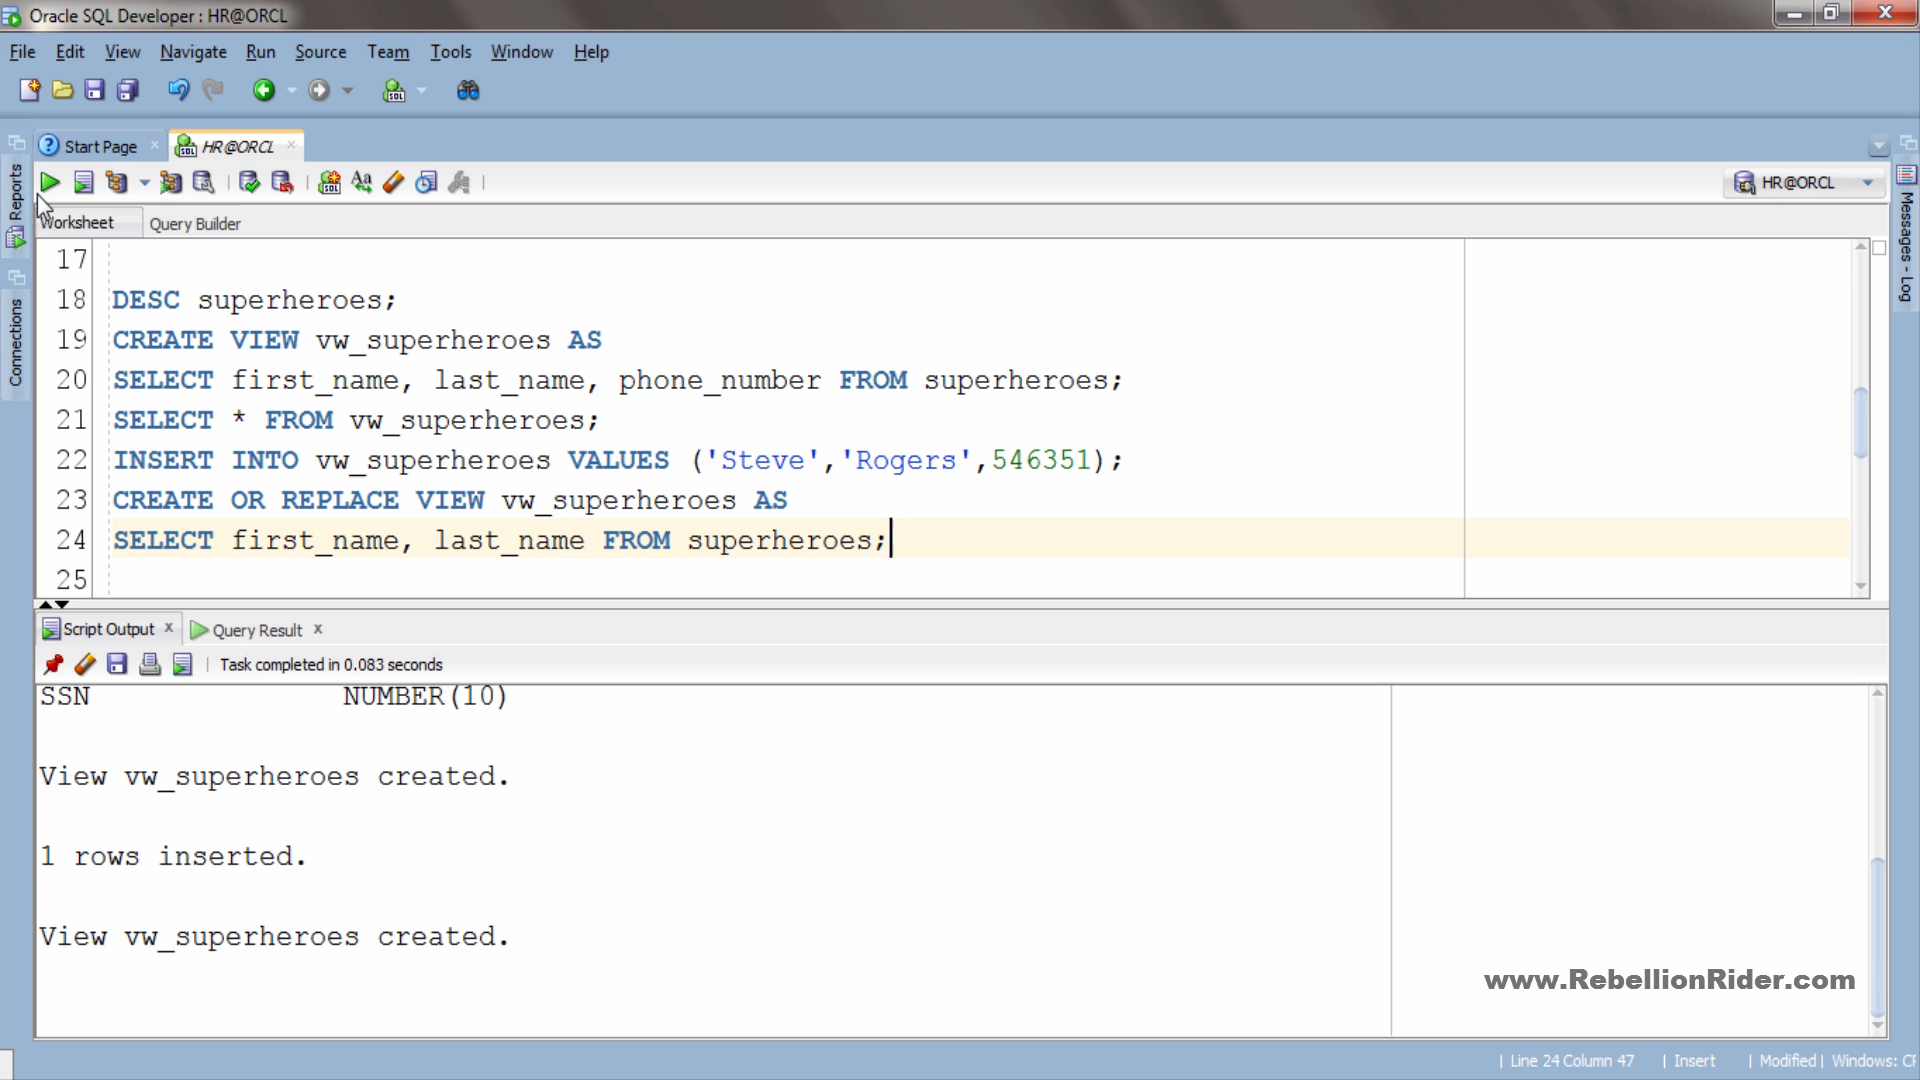 Oracle SQL Developer : HR@ORCL
File Edit View Navigate Run Source Team Tools Window Help
Start Page HR@ORCL
HR@ORCL
Worksheet Query Builder
Reports
Connections
Messages - Log
17
18 DESC superheroes;
19 CREATE VIEW vw_superheroes AS
20 SELECT first_name, last_name, phone_number FROM superheroes;
21 SELECT * FROM vw_superheroes;
22 INSERT INTO vw_superheroes VALUES ('Steve','Rogers',546351);
23 CREATE OR REPLACE VIEW vw_superheroes AS
24 SELECT first_name, last_name FROM superheroes;
25
Script Output x Query Result x
Task completed in 0.083 seconds
SSN NUMBER(10)
View vw_superheroes created.
1 rows inserted.
View vw_superheroes created.
www.RebellionRider.com
| Line 24 Column 47 | Insert | Modified | Windows: